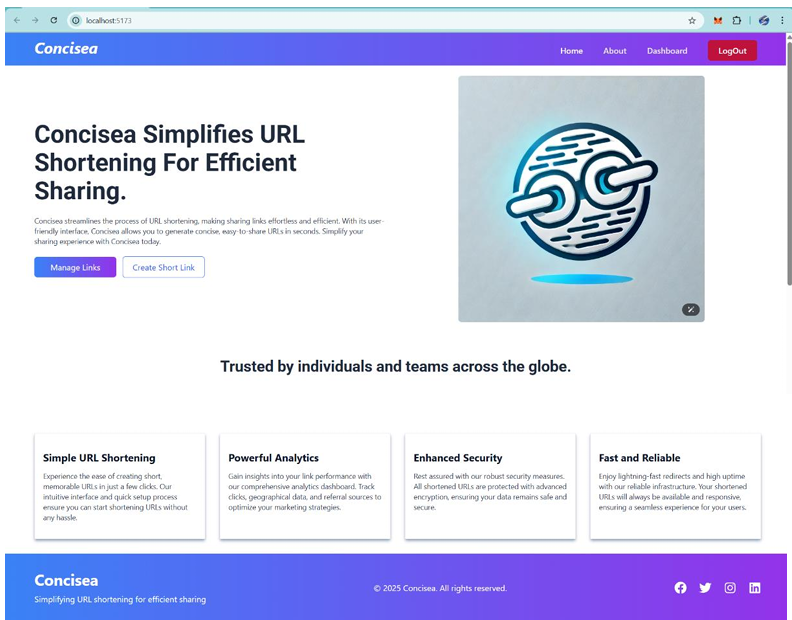 localhost:5173
Concisea
Home
About
Dashboard
LogOut
Concisea Simplifies URL
Shortening For Efficient
Sharing.
Concisea streamlines the process of URL shortening, making sharing links effortless and efficient. With its user-
friendly interface, Concisea allows you to generate concise, easy-to-share URLs in seconds. Simplify your
sharing experience with Concisea today.
Manage Links
Create Short Link
Trusted by individuals and teams across the globe.
Simple URL Shortening
Experience the ease of creating short,
memorable URLs in just a few clicks. Our
intuitive interface and quick setup process
ensure you can start shortening URLs without
any hassle.
Powerful Analytics
Gain insights into your link performance with
our comprehensive analytics dashboard. Track
clicks, geographical data, and referral sources to
optimize your marketing strategies.
Enhanced Security
Rest assured with our robust security measures.
All shortened URLs are protected with advanced
encryption, ensuring your data remains safe and
secure.
Fast and Reliable
Enjoy lightning-fast redirects and high uptime
with our reliable infrastructure. Your shortened
URLs will always be available and responsive,
ensuring a seamless experience for your users.
Concisea
Simplifying URL shortening for efficient sharing
© 2025 Concisea. All rights reserved.